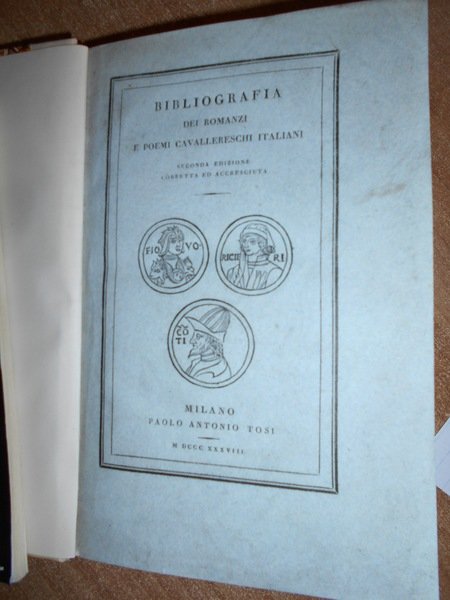 BIBLIOGRAFIA
DEI ROMANZI
E POEMI CAVALLERESCHI ITALIANI
SECONDA EDIZIONE
CORRETTA ED ACCRESCIUTA
FIO VO
RICIE RI
TI
MILANO
PAOLO ANTONIO TOSI
M DCCC XXXVIII